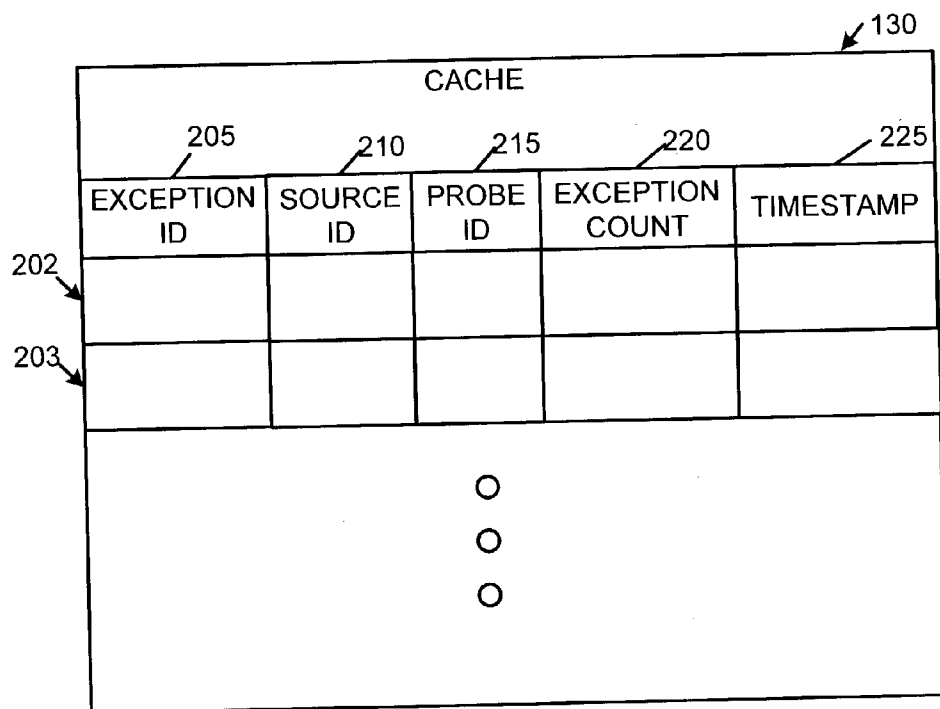 130
CACHE
205 210 215 220 225
EXCEPTION ID SOURCE ID PROBE ID EXCEPTION COUNT TIMESTAMP
202
203